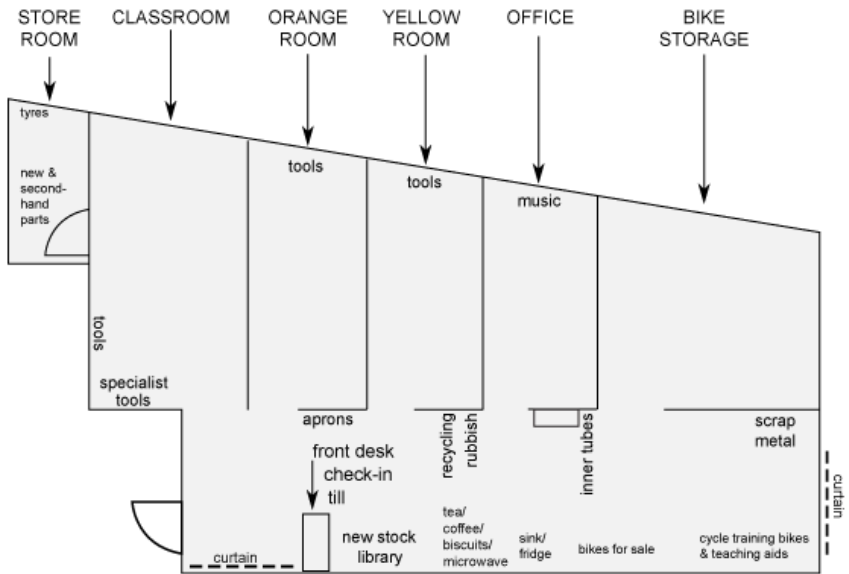 STORE
ROOM
CLASSROOM
ORANGE
ROOM
YELLOW
ROOM
OFFICE
BIKE
STORAGE
tyres
new &
second-
hand
parts
tools
tools
music
tools
specialist
tools
aprons
recycling
rubbish
inner tubes
scrap
metal
front desk
check-in
till
curtain
new stock
library
tea/
coffee/
biscuits/
microwave
sink/
fridge
bikes for sale
cycle training bikes
& teaching aids
curtain